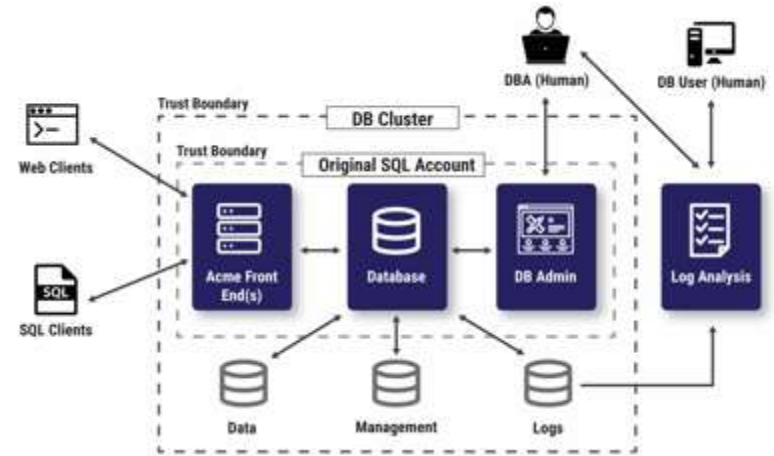 DBA (Human)
DB User (Human)
Trust Boundary
DB Cluster
Web Clients
Trust Boundary
Original SQL Account
Acme Front
End(s)
Database
DB Admin
Log Analysis
SQL
SQL Clients
Data
Management
Logs